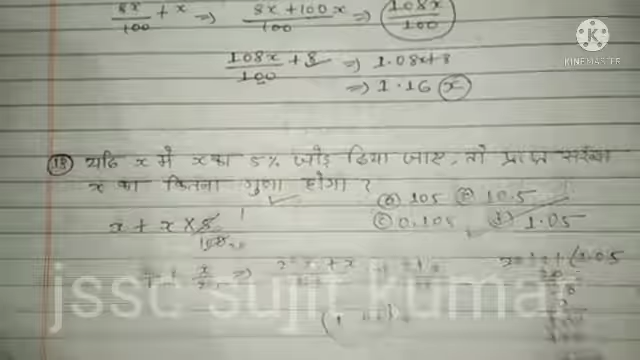 8x/100 + x ⇒ 8x+100x/100 ⇒ 108x/100
108x/100 + 8 ⇒ 1.08x+8
⇒ 1.16 x
K
KINEMASTER
13 यदि x मे x का 5% जोड़ दिया जाए, तो प्राप्त संख्या
x का कितना गुणा होगा ?
(a) 105 (b) 10.5
(c) 0.105 (d) 1.05
x + x × 5/100
jssc sujit kumar